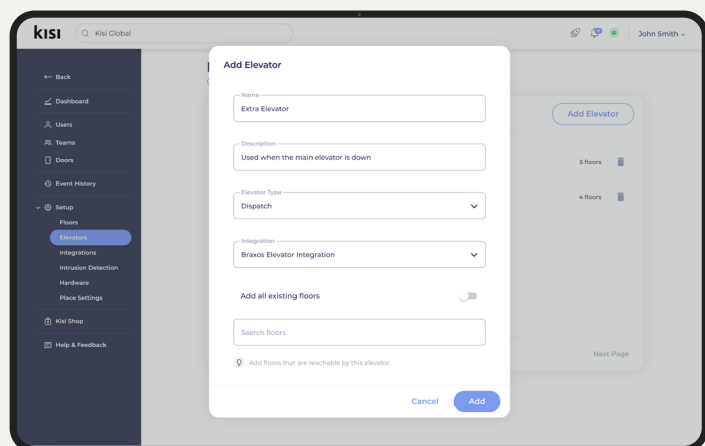 kısı
Kisi Global
John Smith
Back
Dashboard
Users
Teams
Doors
Event History
Setup
Floors
Elevators
Integrations
Intrusion Detection
Hardware
Place Settings
Kisi Shop
Help & Feedback
Add Elevator
Name
Extra Elevator
Description
Used when the main elevator is down
Elevator Type
Dispatch
Integration
Braxos Elevator Integration
Add all existing floors
Search floors
Add floors that are reachable by this elevator
Cancel
Add
Add Elevator
5 floors
4 floors
Next Page